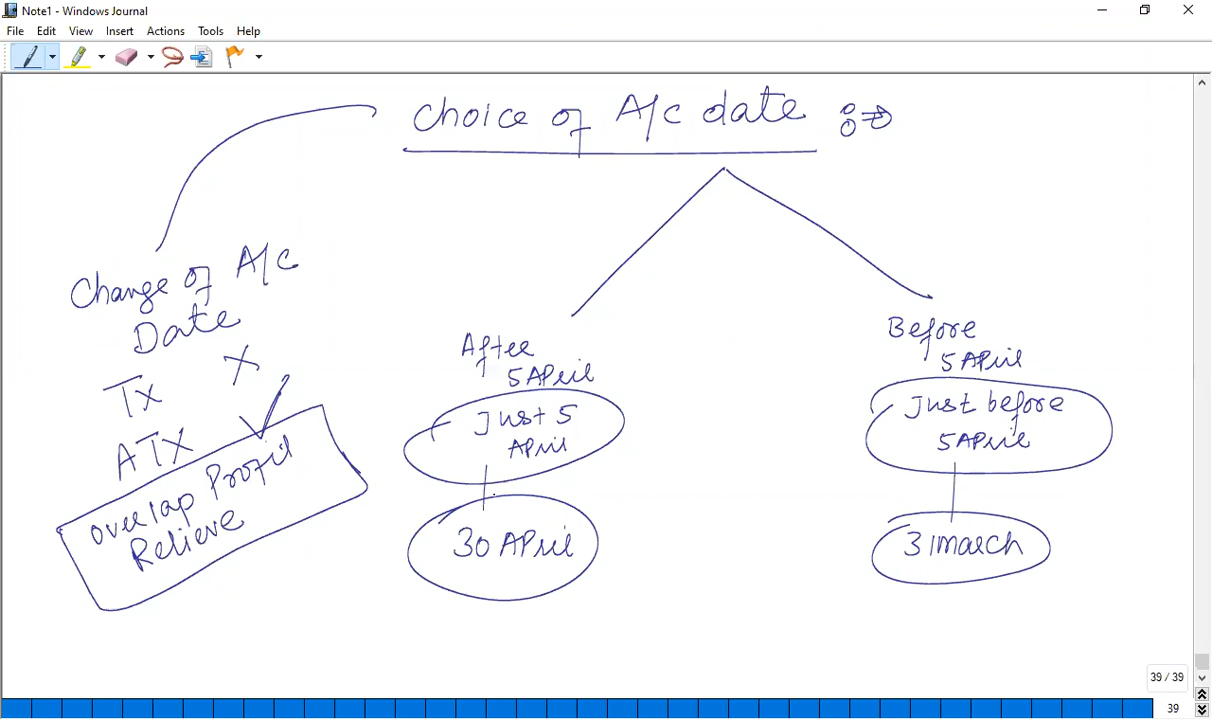 Note1 - Windows Journal
File Edit View Insert Actions Tools Help
Choice of A/c date
Change of A/c
Date
TX X
ATX ✓
Overlap Profit
Relieve
After
5 April
Just 5
April
30 April
Before
5 April
Just before
5 April
31 march
39 / 39
39